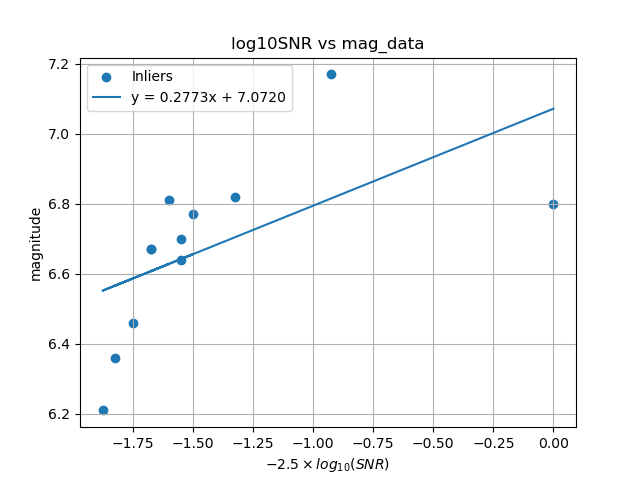 log10SNR vs mag_data
Inliers
y = 0.2773x + 7.0720
7.2
7.0
6.8
6.6
6.4
6.2
magnitude
−1.75 −1.50 −1.25 −1.00 −0.75 −0.50 −0.25 0.00
−2.5 × log₁₀(SNR)